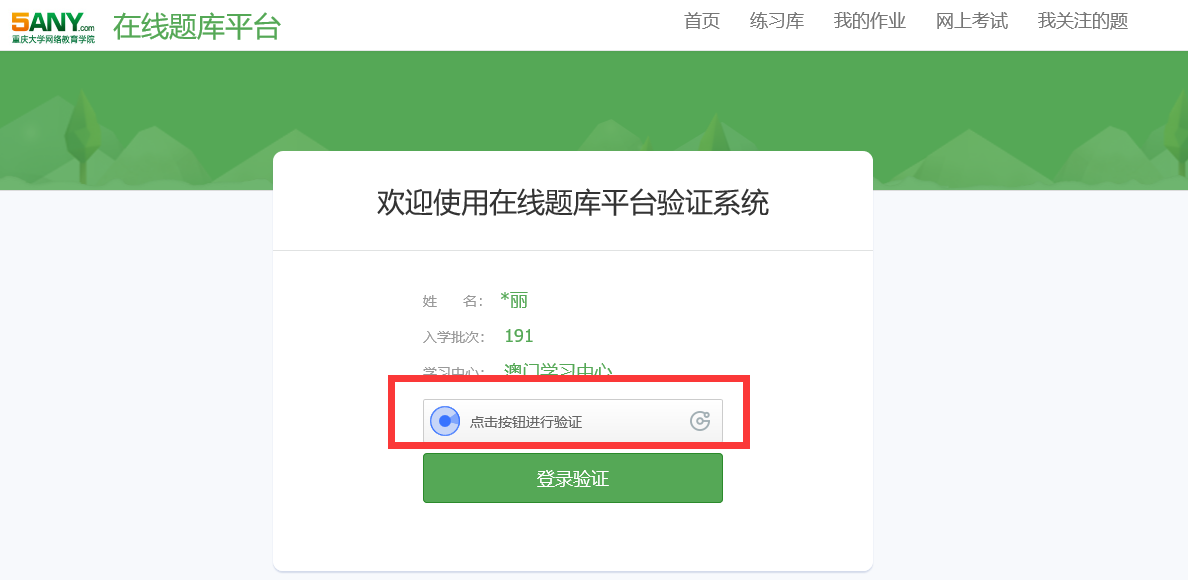 5ANY.com
重庆大学网络教育学院
在线题库平台
首页 练习库 我的作业 网上考试 我关注的题
欢迎使用在线题库平台验证系统
姓 名： *丽
入学批次： 191
学习中心： 澳门学习中心
点击按钮进行验证
登录验证